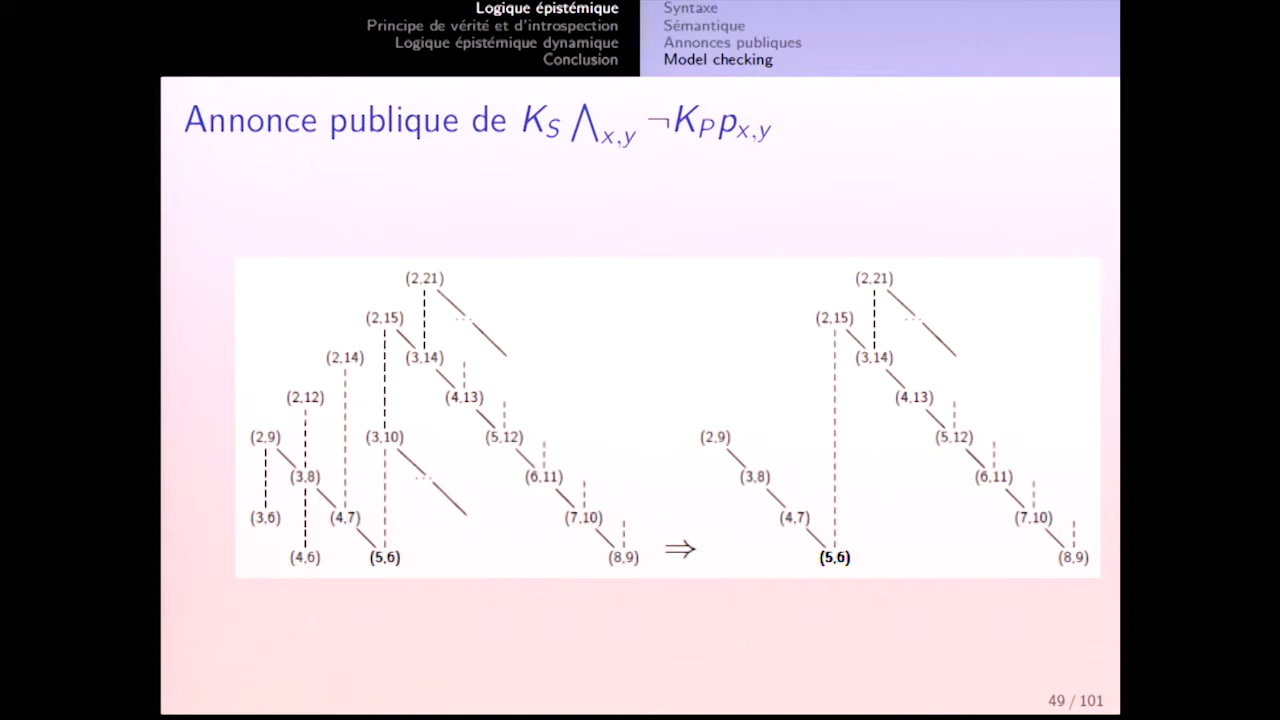 Logique épistémique
Principe de vérité et d'introspection
Logique épistémique dynamique
Conclusion
Syntaxe
Sémantique
Annonces publiques
Model checking
Annonce publique de K_S ⋀_{x,y} ¬K_P p_{x,y}
(2,21)
(2,15)
(2,14) (3,14)
(2,12) (4,13)
(2,9) (3,10) (5,12)
(3,8) ... (6,11)
(3,6) (4,7) (7,10)
(4,6) (5,6) (8,9)
⇒
(2,21)
(2,15) ...
(3,14)
(4,13)
(2,9) (5,12)
(3,8) (6,11)
(4,7) (7,10)
(5,6) (8,9)
49 / 101